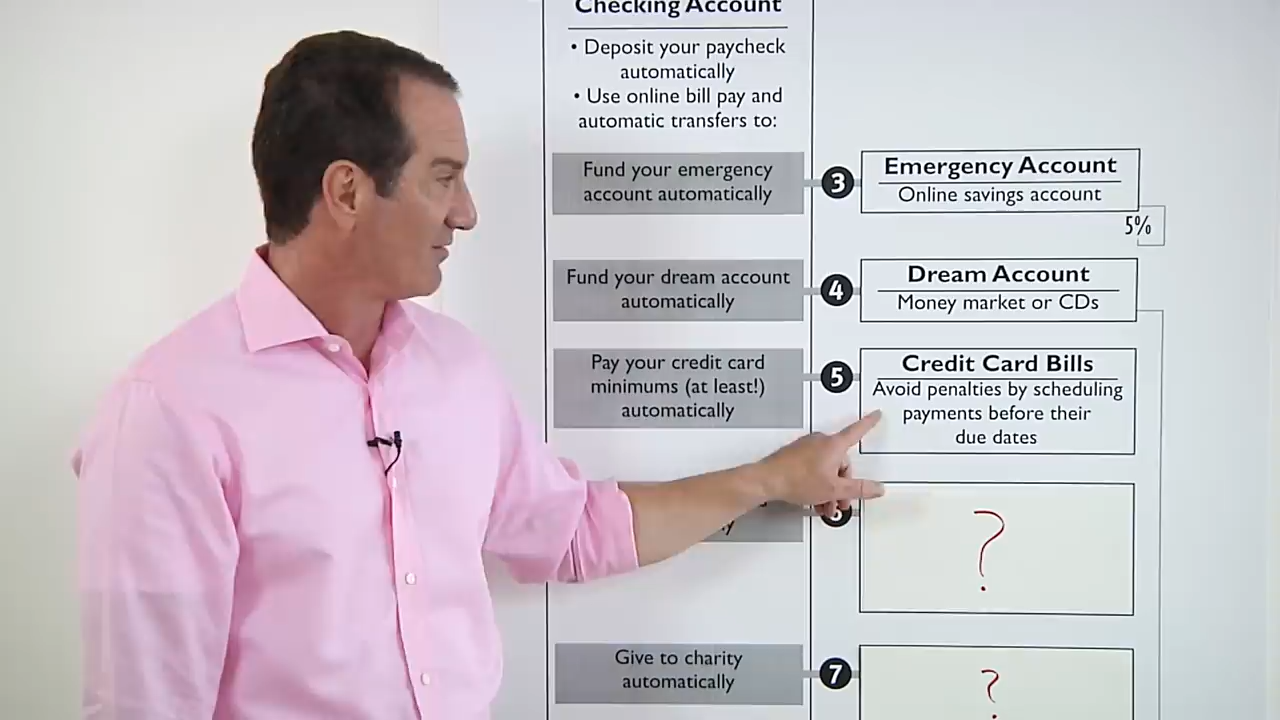 Checking Account
• Deposit your paycheck
automatically
• Use online bill pay and
automatic transfers to:
Fund your emergency
account automatically
3
Emergency Account
Online savings account
5%
Fund your dream account
automatically
4
Dream Account
Money market or CDs
Pay your credit card
minimums (at least!)
automatically
5
Credit Card Bills
Avoid penalties by scheduling
payments before their
due dates
?
Give to charity
automatically
7
?